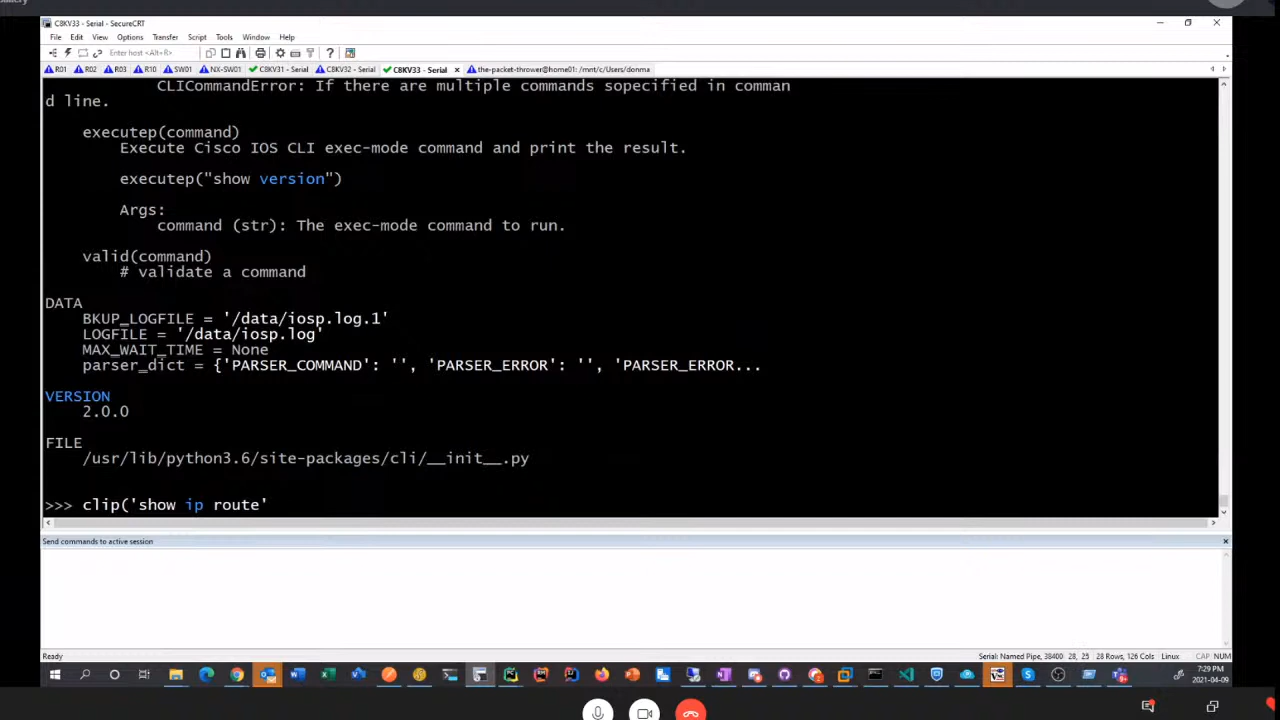 C8KV33 - Serial - SecureCRT
File Edit View Options Transfer Script Tools Window Help
Enter host <Alt+R>
R01 R02 R03 R10 SW01 NX-SW01 C8KV31 - Serial C8KV32 - Serial C8KV33 - Serial × the-packet-thrower@home01: /mnt/c/Users/donma
CLICommandError: If there are multiple commands sopecified in comman
d line.
executep(command)
Execute Cisco IOS CLI exec-mode command and print the result.
executep("show version")
Args:
command (str): The exec-mode command to run.
valid(command)
# validate a command
DATA
BKUP_LOGFILE = '/data/iosp.log.1'
LOGFILE = '/data/iosp.log'
MAX_WAIT_TIME = None
parser_dict = {'PARSER_COMMAND': '', 'PARSER_ERROR': '', 'PARSER_ERROR...
VERSION
2.0.0
FILE
/usr/lib/python3.6/site-packages/cli/__init__.py
>>> clip('show ip route'
Send commands to active session
Ready Serial: Named Pipe, 38400 28, 25 28 Rows, 126 Cols Linux CAP NUM
7:29 PM
2021-04-09